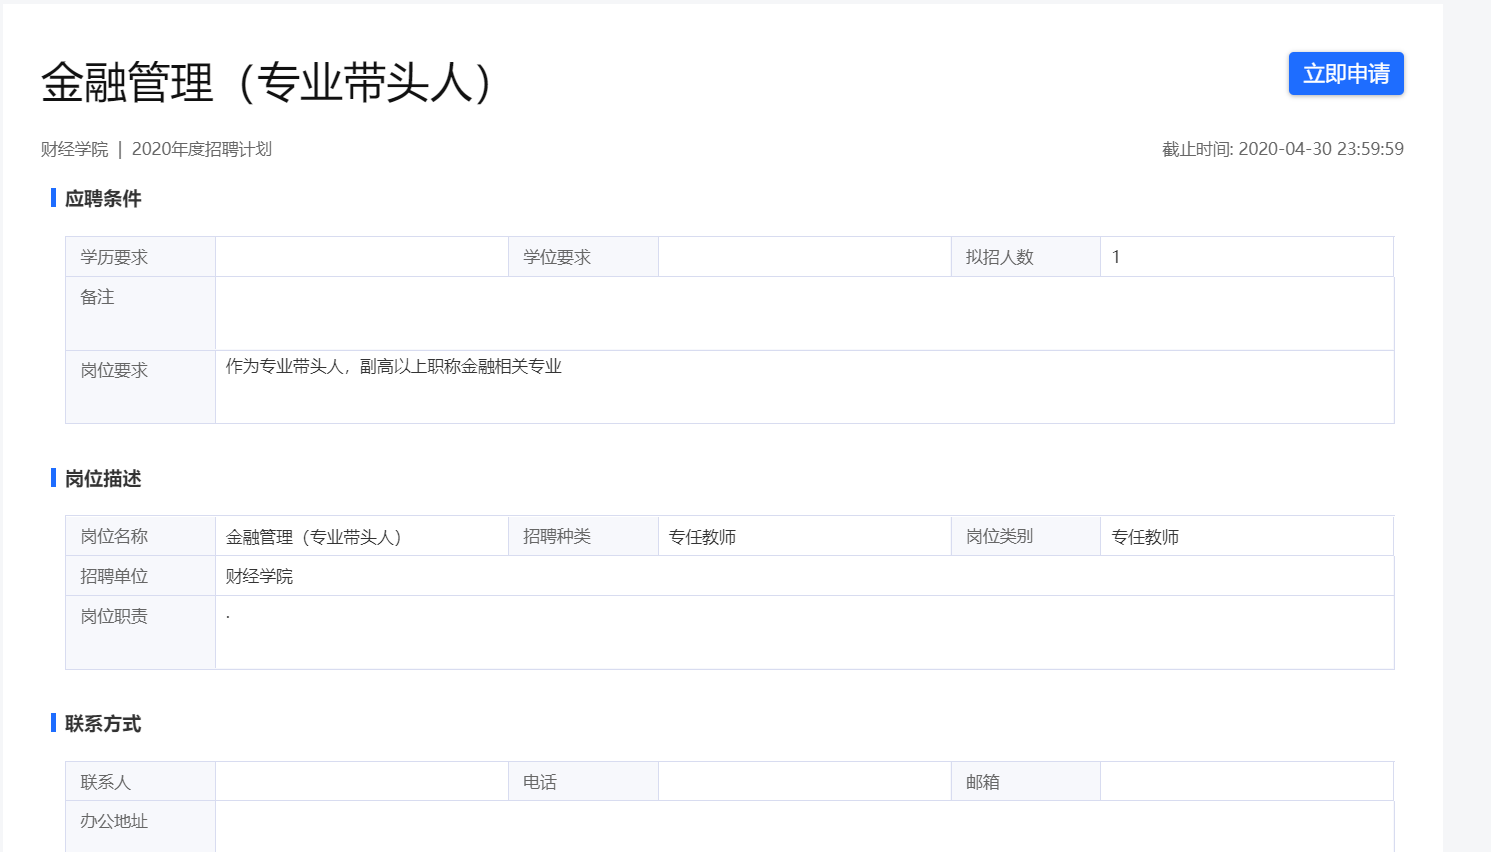 金融管理（专业带头人）
立即申请
财经学院 | 2020年度招聘计划
截止时间: 2020-04-30 23:59:59
应聘条件
学历要求 学位要求 拟招人数 1
备注
岗位要求 作为专业带头人，副高以上职称金融相关专业
岗位描述
岗位名称 金融管理（专业带头人） 招聘种类 专任教师 岗位类别 专任教师
招聘单位 财经学院
岗位职责 .
联系方式
联系人 电话 邮箱
办公地址